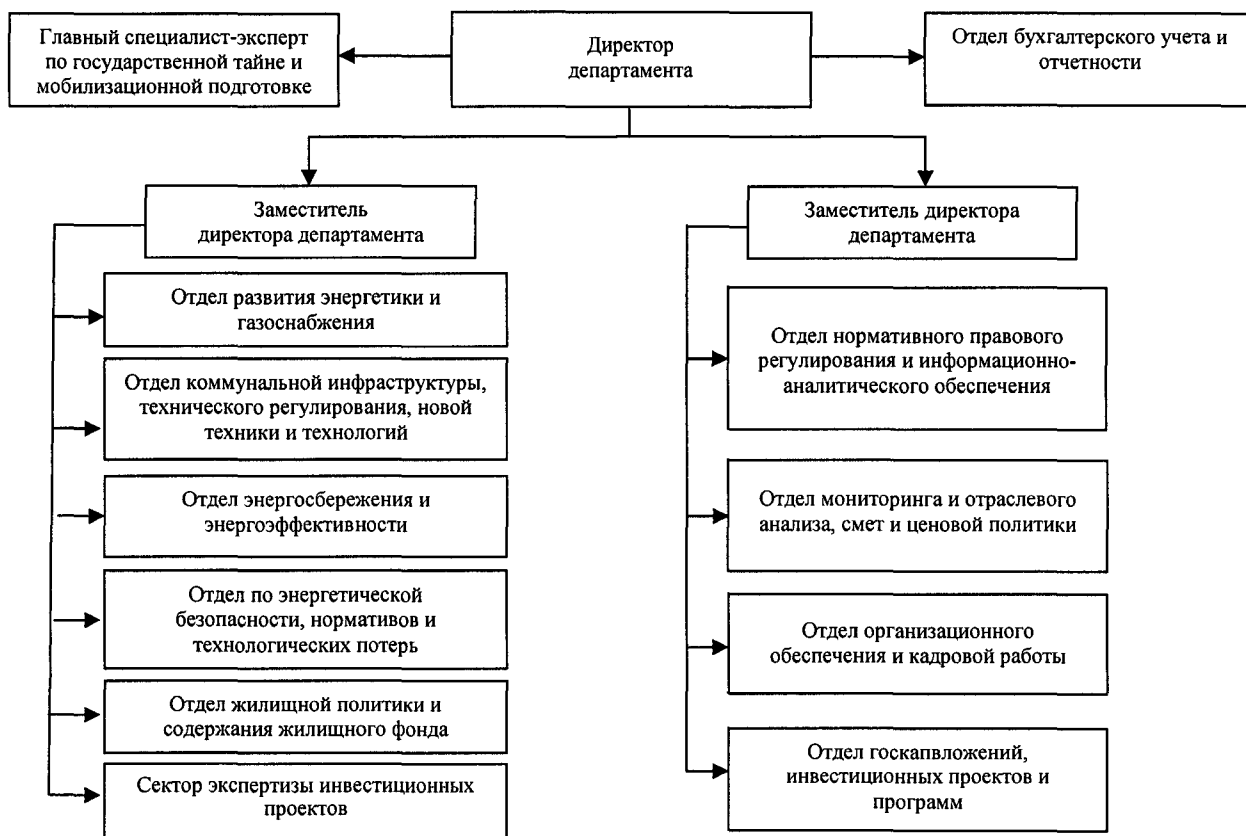 Главный специалист-эксперт
по государственной тайне и
мобилизационной подготовке
Директор
департамента
Отдел бухгалтерского учета и
отчетности
Заместитель
директора департамента
Отдел развития энергетики и
газоснабжения
Отдел коммунальной инфраструктуры,
технического регулирования, новой
техники и технологий
Отдел энергосбережения и
энергоэффективности
Отдел по энергетической
безопасности, нормативов и
технологических потерь
Отдел жилищной политики и
содержания жилищного фонда
Сектор экспертизы инвестиционных
проектов
Заместитель директора
департамента
Отдел нормативного правового
регулирования и информационно-
аналитического обеспечения
Отдел мониторинга и отраслевого
анализа, смет и ценовой политики
Отдел организационного
обеспечения и кадровой работы
Отдел госкапвложений,
инвестиционных проектов и
программ